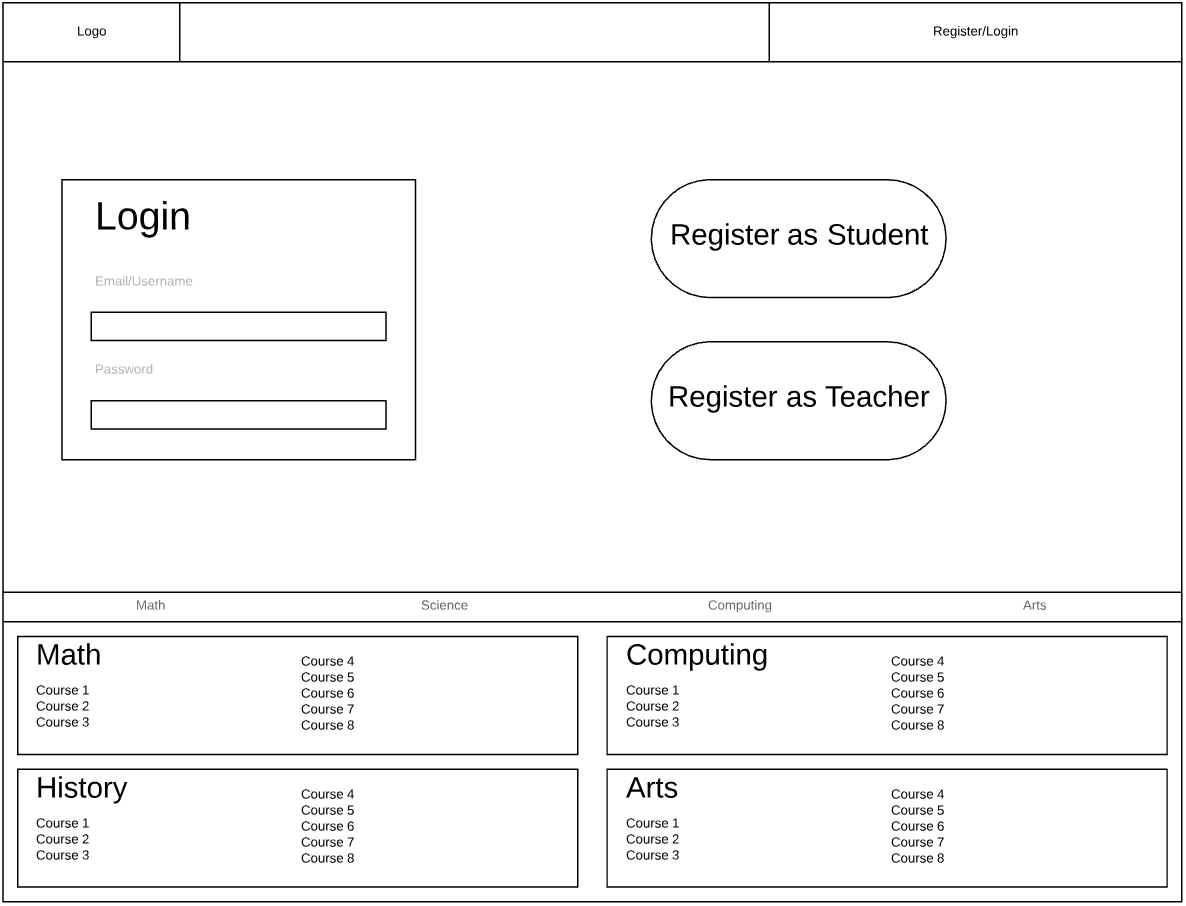 Logo
Register/Login
Login
Email/Username
Password
Register as Student
Register as Teacher
Math
Science
Computing
Arts
Math
Course 1
Course 2
Course 3
Course 4
Course 5
Course 6
Course 7
Course 8
Computing
Course 1
Course 2
Course 3
Course 4
Course 5
Course 6
Course 7
Course 8
History
Course 1
Course 2
Course 3
Course 4
Course 5
Course 6
Course 7
Course 8
Arts
Course 1
Course 2
Course 3
Course 4
Course 5
Course 6
Course 7
Course 8